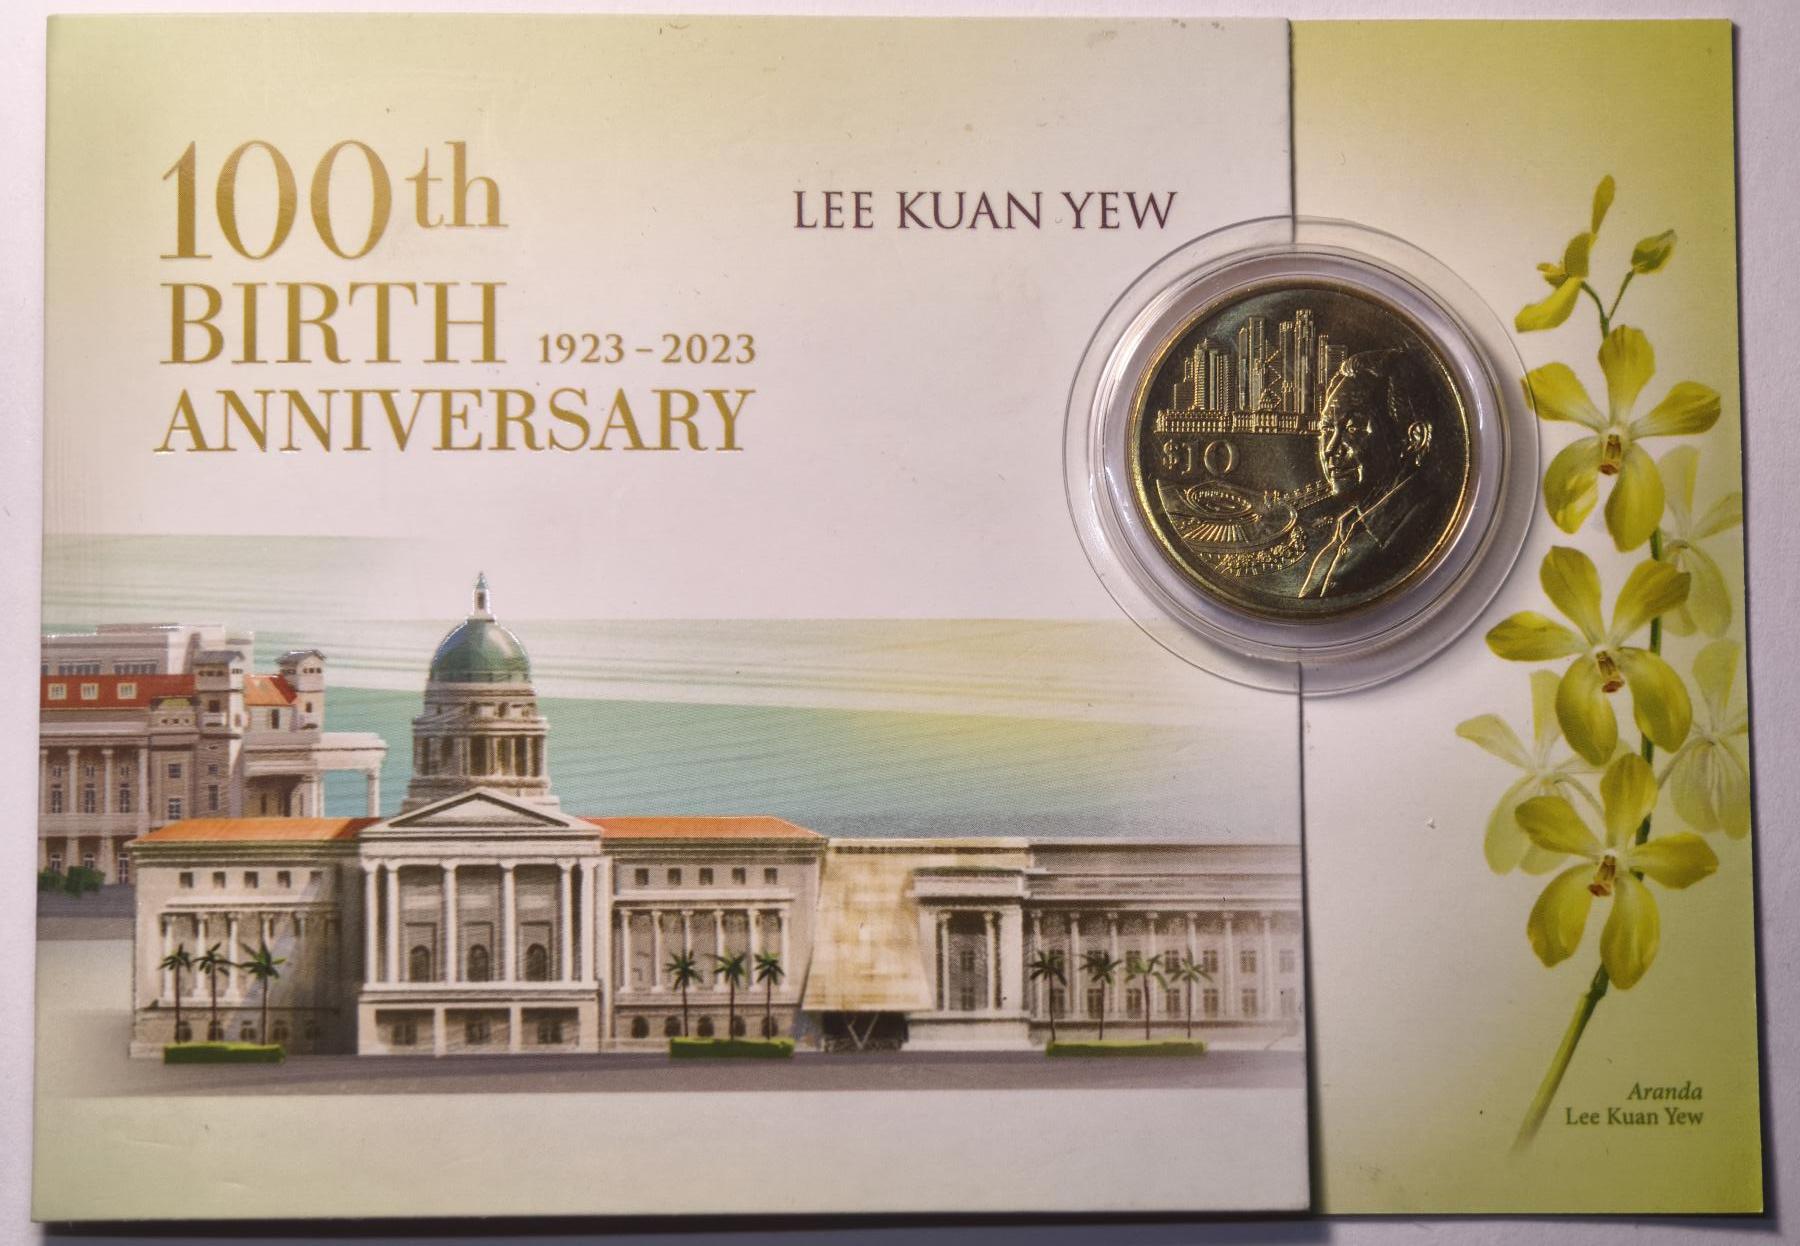 100th
BIRTH 1923–2023
ANNIVERSARY
LEE KUAN YEW
$10
Aranda
Lee Kuan Yew